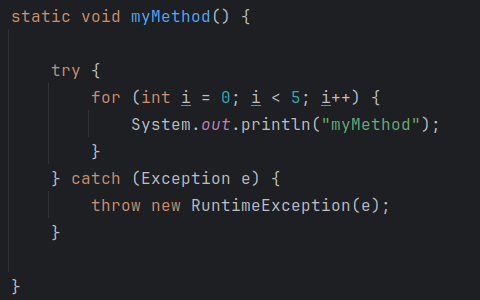 static void myMethod() {
try {
for (int i = 0; i < 5; i++) {
System.out.println("myMethod");
}
} catch (Exception e) {
throw new RuntimeException(e);
}
}